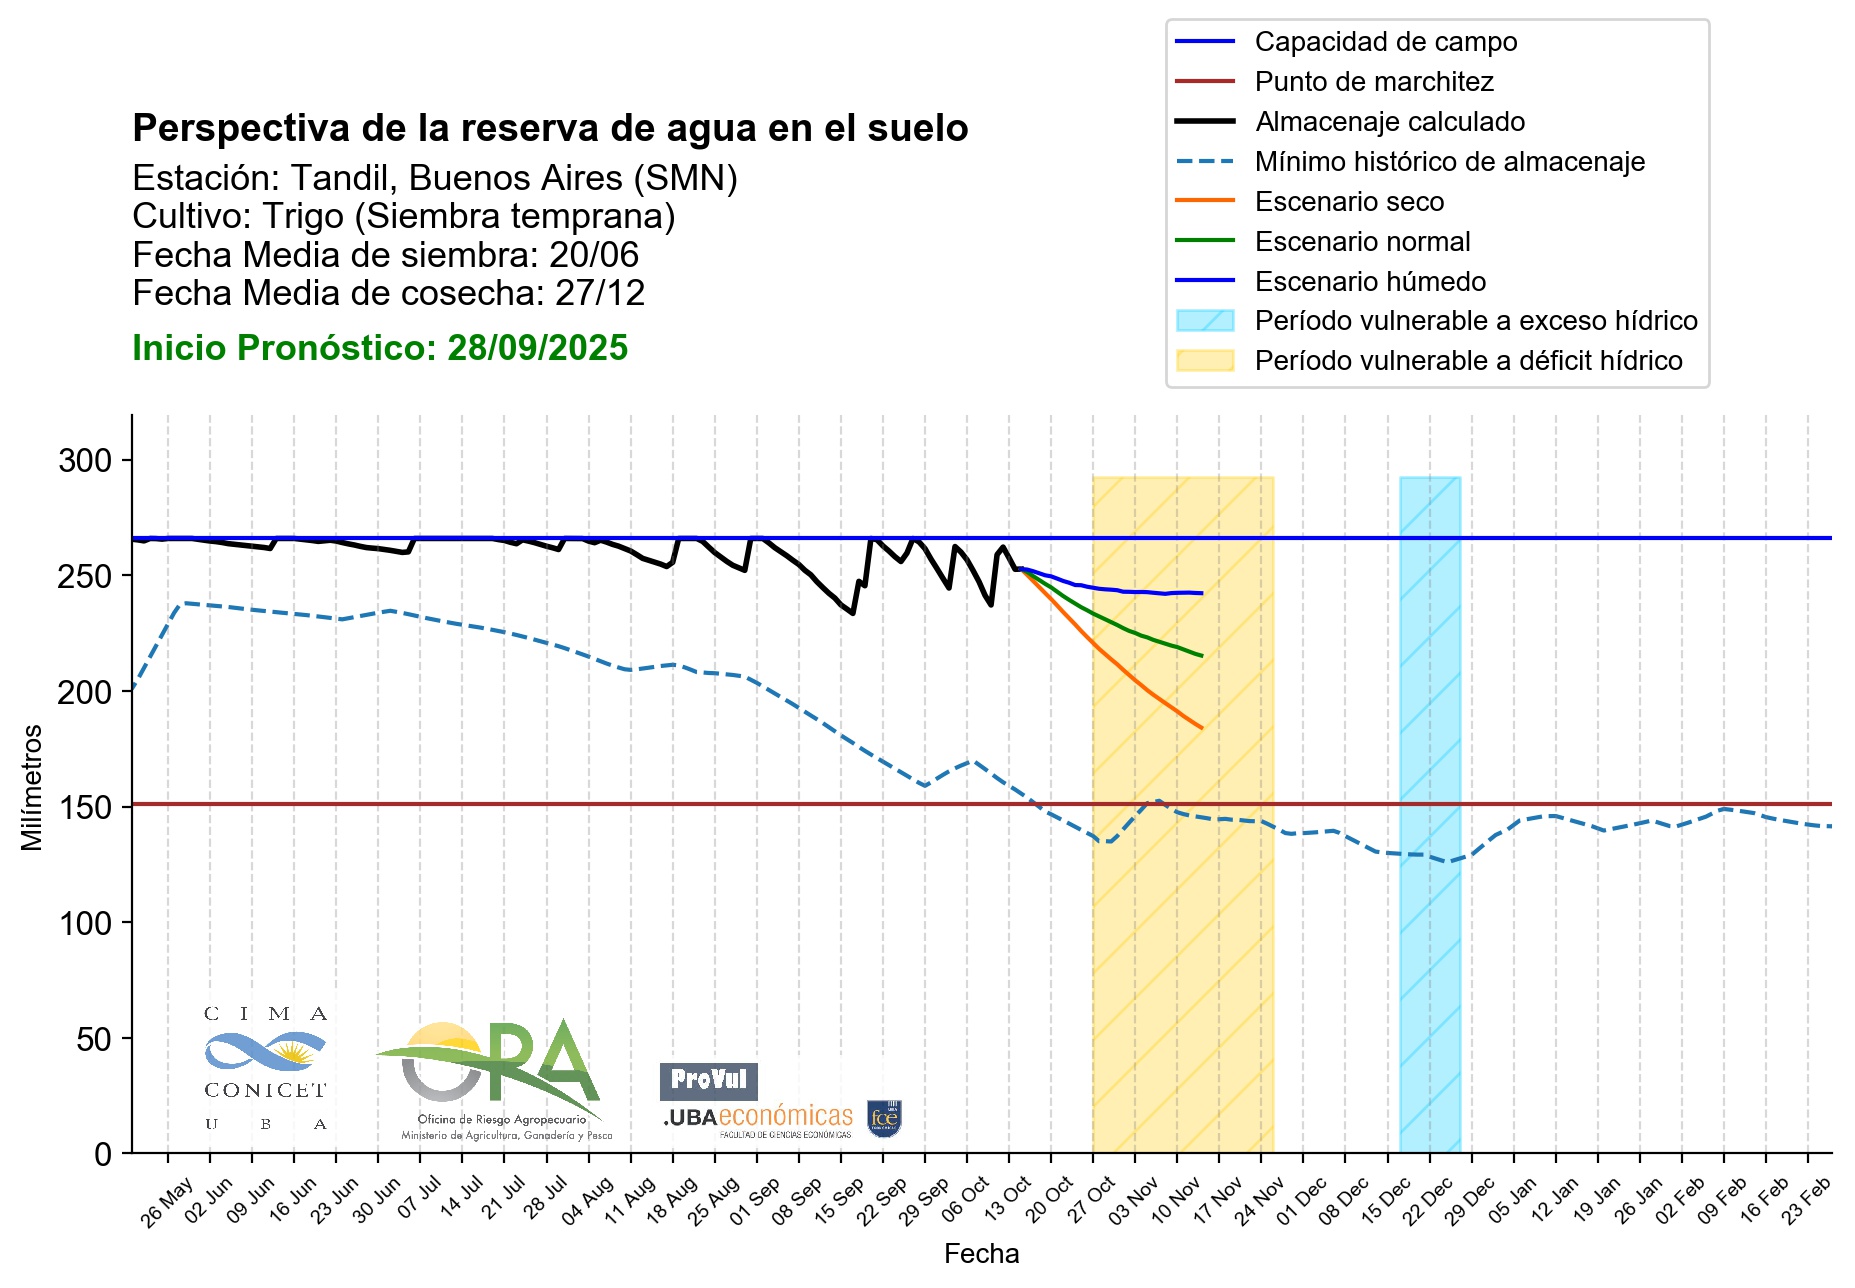 Capacidad de campo
Punto de marchitez
Almacenaje calculado
Mínimo histórico de almacenaje
Escenario seco
Escenario normal
Escenario húmedo
Período vulnerable a exceso hídrico
Período vulnerable a déficit hídrico
Perspectiva de la reserva de agua en el suelo
Estación: Tandil, Buenos Aires (SMN)
Cultivo: Trigo (Siembra temprana)
Fecha Media de siembra: 20/06
Fecha Media de cosecha: 27/12
Inicio Pronóstico: 28/09/2025
Milímetros
300
250
200
150
100
50
0
C I M A
CONICET
U B A
ORA
Oficina de Riesgo Agropecuario
Ministerio de Agricultura, Ganadería y Pesca
ProVul
.UBAeconómicas
FACULTAD DE CIENCIAS ECONÓMICAS
fce
26 May
02 Jun
09 Jun
16 Jun
23 Jun
30 Jun
07 Jul
14 Jul
21 Jul
28 Jul
04 Aug
11 Aug
18 Aug
25 Aug
01 Sep
08 Sep
15 Sep
22 Sep
29 Sep
06 Oct
13 Oct
20 Oct
27 Oct
03 Nov
10 Nov
17 Nov
24 Nov
01 Dec
08 Dec
15 Dec
22 Dec
29 Dec
05 Jan
12 Jan
19 Jan
26 Jan
02 Feb
09 Feb
16 Feb
23 Feb
Fecha